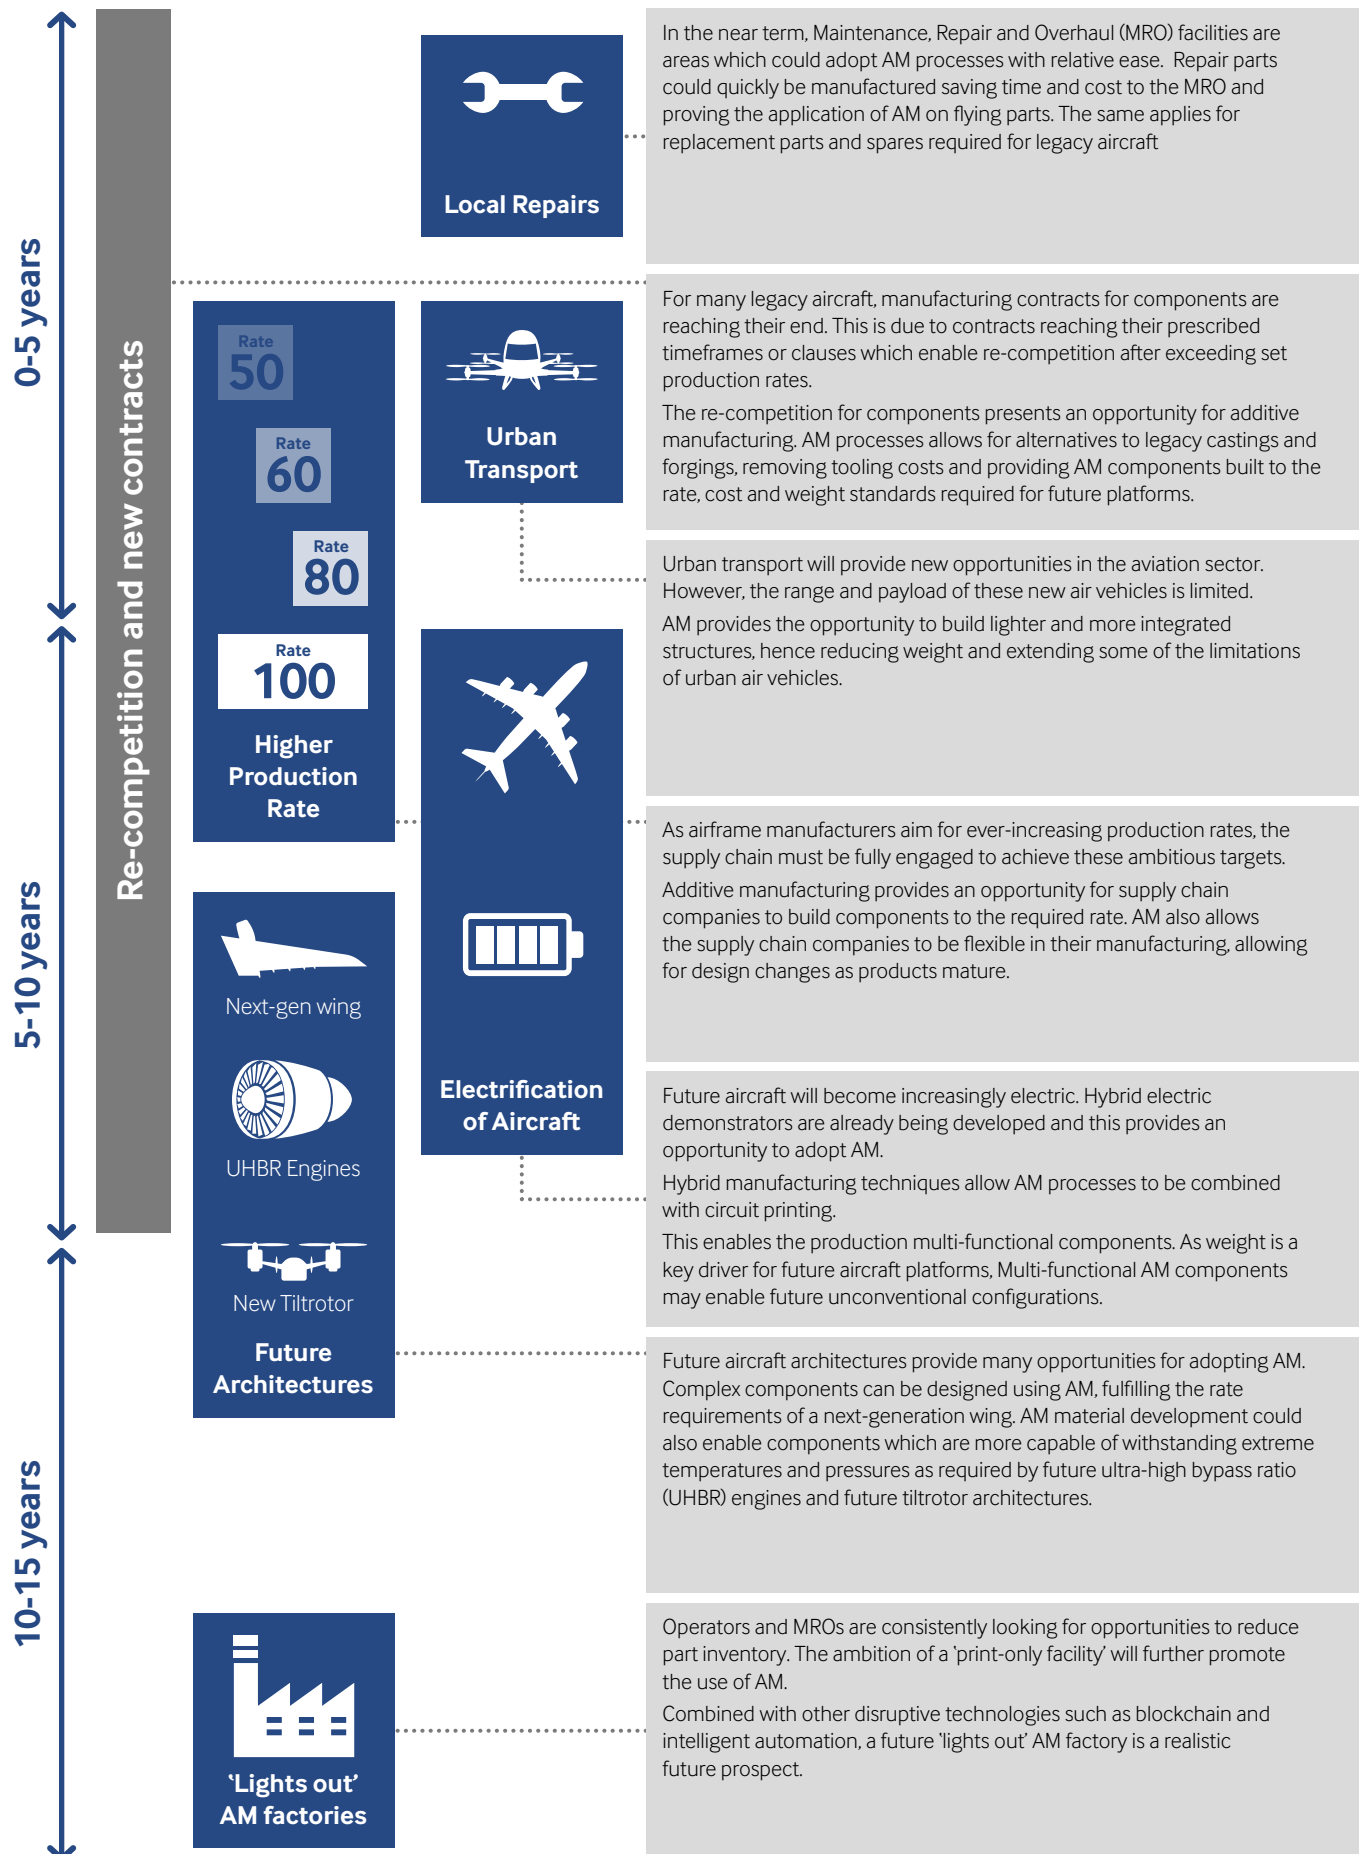 0-5 years
5-10 years
10-15 years
Re-competition and new contracts
Local Repairs
In the near term, Maintenance, Repair and Overhaul (MRO) facilities are
areas which could adopt AM processes with relative ease.  Repair parts
could quickly be manufactured saving time and cost to the MRO and
proving the application of AM on flying parts. The same applies for
replacement parts and spares required for legacy aircraft
For many legacy aircraft, manufacturing contracts for components are
reaching their end. This is due to contracts reaching their prescribed
timeframes or clauses which enable re-competition after exceeding set
production rates.
The re-competition for components presents an opportunity for additive
manufacturing. AM processes allows for alternatives to legacy castings and
forgings, removing tooling costs and providing AM components built to the
rate, cost and weight standards required for future platforms.
Urban
Transport
Urban transport will provide new opportunities in the aviation sector.
However, the range and payload of these new air vehicles is limited.
AM provides the opportunity to build lighter and more integrated
structures, hence reducing weight and extending some of the limitations
of urban air vehicles.
Rate
50
Rate
60
Rate
80
Rate
100
Higher
Production
Rate
As airframe manufacturers aim for ever-increasing production rates, the
supply chain must be fully engaged to achieve these ambitious targets.
Additive manufacturing provides an opportunity for supply chain
companies to build components to the required rate. AM also allows
the supply chain companies to be flexible in their manufacturing, allowing
for design changes as products mature.
Electrification
of Aircraft
Future aircraft will become increasingly electric. Hybrid electric
demonstrators are already being developed and this provides an
opportunity to adopt AM.
Hybrid manufacturing techniques allow AM processes to be combined
with circuit printing.
This enables the production multi-functional components. As weight is a
key driver for future aircraft platforms, Multi-functional AM components
may enable future unconventional configurations.
Next-gen wing
UHBR Engines
New Tiltrotor
Future
Architectures
Future aircraft architectures provide many opportunities for adopting AM.
Complex components can be designed using AM, fulfilling the rate
requirements of a next-generation wing. AM material development could
also enable components which are more capable of withstanding extreme
temperatures and pressures as required by future ultra-high bypass ratio
(UHBR) engines and future tiltrotor architectures.
‘Lights out’
AM factories
Operators and MROs are consistently looking for opportunities to reduce
part inventory. The ambition of a ‘print-only facility’ will further promote
the use of AM.
Combined with other disruptive technologies such as blockchain and
intelligent automation, a future ‘lights out’ AM factory is a realistic
future prospect.